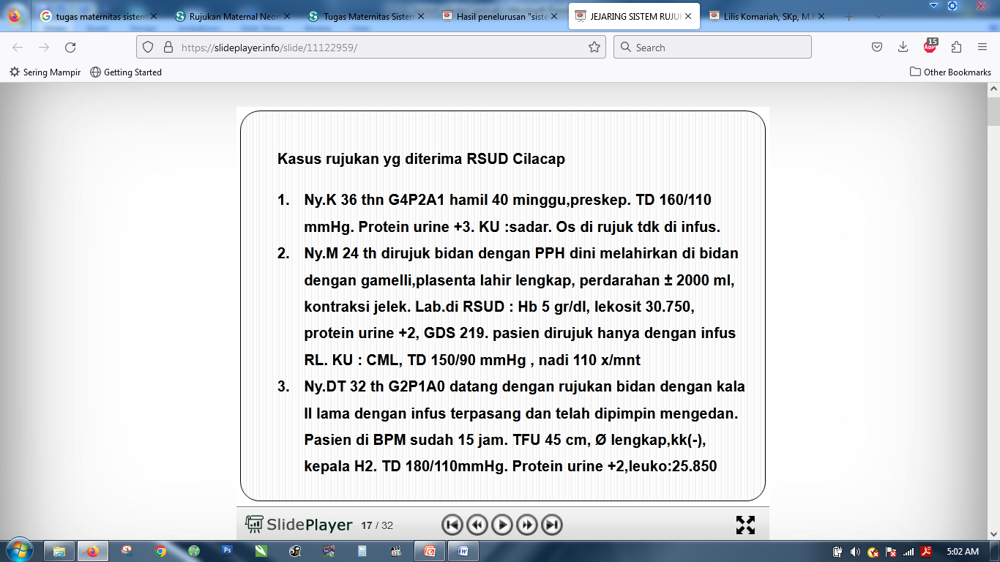 tugas maternitas sistem
Rujukan Maternal Neon
Tugas Maternitas Sistem
Hasil penelurusan "siste
JEJARING SISTEM RUJUK
Lilis Komariah, SKp, M.K
https://slideplayer.info/slide/11122959/
Search
15
ABP
Sering Mampir
Getting Started
Other Bookmarks
Kasus rujukan yg diterima RSUD Cilacap
1. Ny.K 36 thn G4P2A1 hamil 40 minggu,preskep. TD 160/110
mmHg. Protein urine +3. KU :sadar. Os di rujuk tdk di infus.
2. Ny.M 24 th dirujuk bidan dengan PPH dini melahirkan di bidan
dengan gamelli,plasenta lahir lengkap, perdarahan ± 2000 ml,
kontraksi jelek. Lab.di RSUD : Hb 5 gr/dl, lekosit 30.750,
protein urine +2, GDS 219. pasien dirujuk hanya dengan infus
RL. KU : CML, TD 150/90 mmHg , nadi 110 x/mnt
3. Ny.DT 32 th G2P1A0 datang dengan rujukan bidan dengan kala
II lama dengan infus terpasang dan telah dipimpin mengedan.
Pasien di BPM sudah 15 jam. TFU 45 cm, Ø lengkap,kk(-),
kepala H2. TD 180/110mmHg. Protein urine +2,leuko:25.850
SlidePlayer
17 / 32
5:02 AM